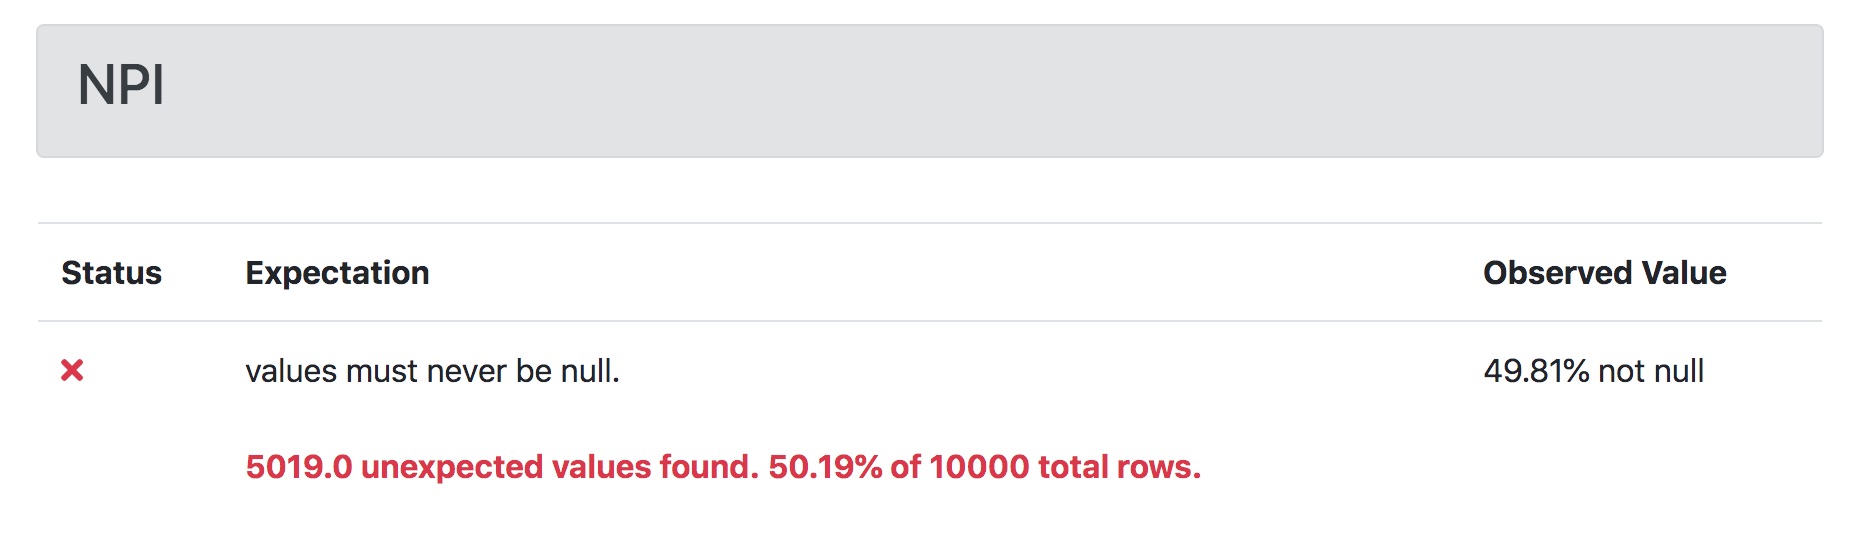 NPI
Status Expectation Observed Value
values must never be null. 49.81% not null
5019.0 unexpected values found. 50.19% of 10000 total rows.